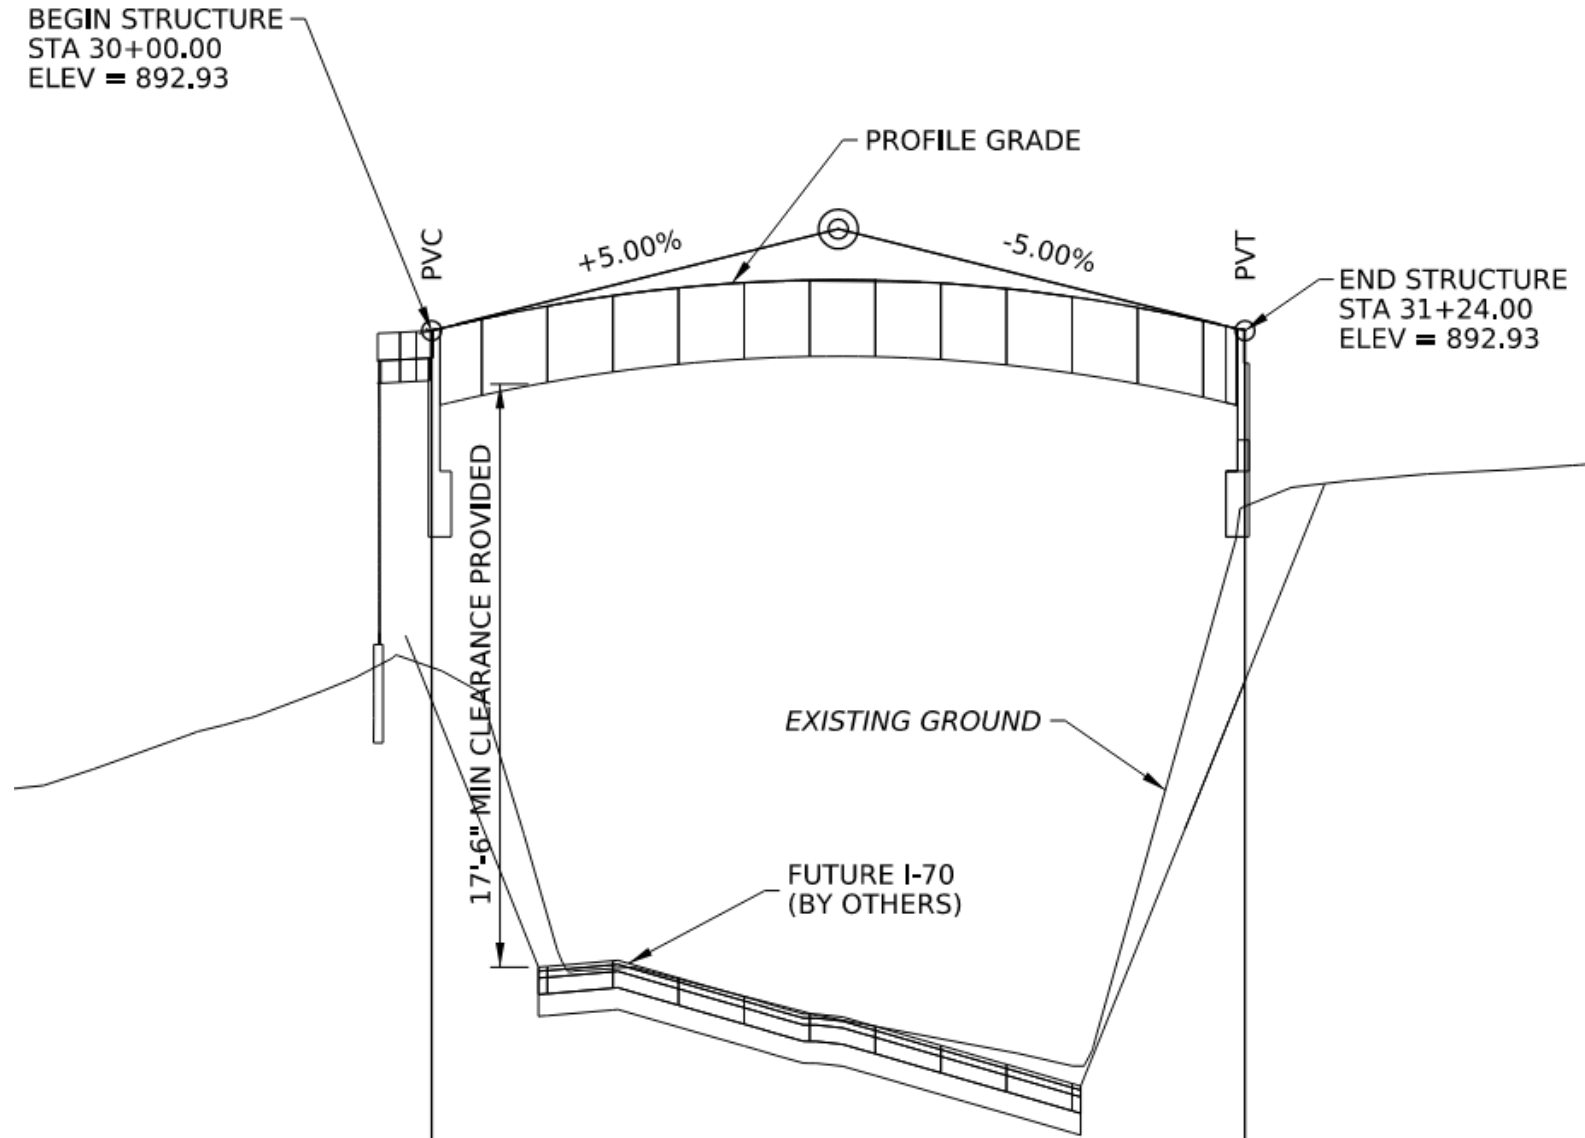 BEGIN STRUCTURE
STA 30+00.00
ELEV = 892.93
PROFILE GRADE
PVC
+5.00%
-5.00%
PVT
END STRUCTURE
STA 31+24.00
ELEV = 892.93
17'-6" MIN CLEARANCE PROVIDED
EXISTING GROUND
FUTURE I-70
(BY OTHERS)